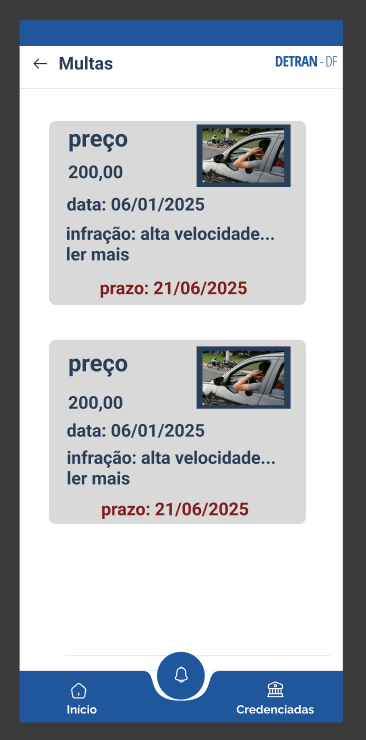 Multas
DETRAN - DF
preço
200,00
data: 06/01/2025
infração: alta velocidade...
ler mais
prazo: 21/06/2025
preço
200,00
data: 06/01/2025
infração: alta velocidade...
ler mais
prazo: 21/06/2025
Início
Credenciadas